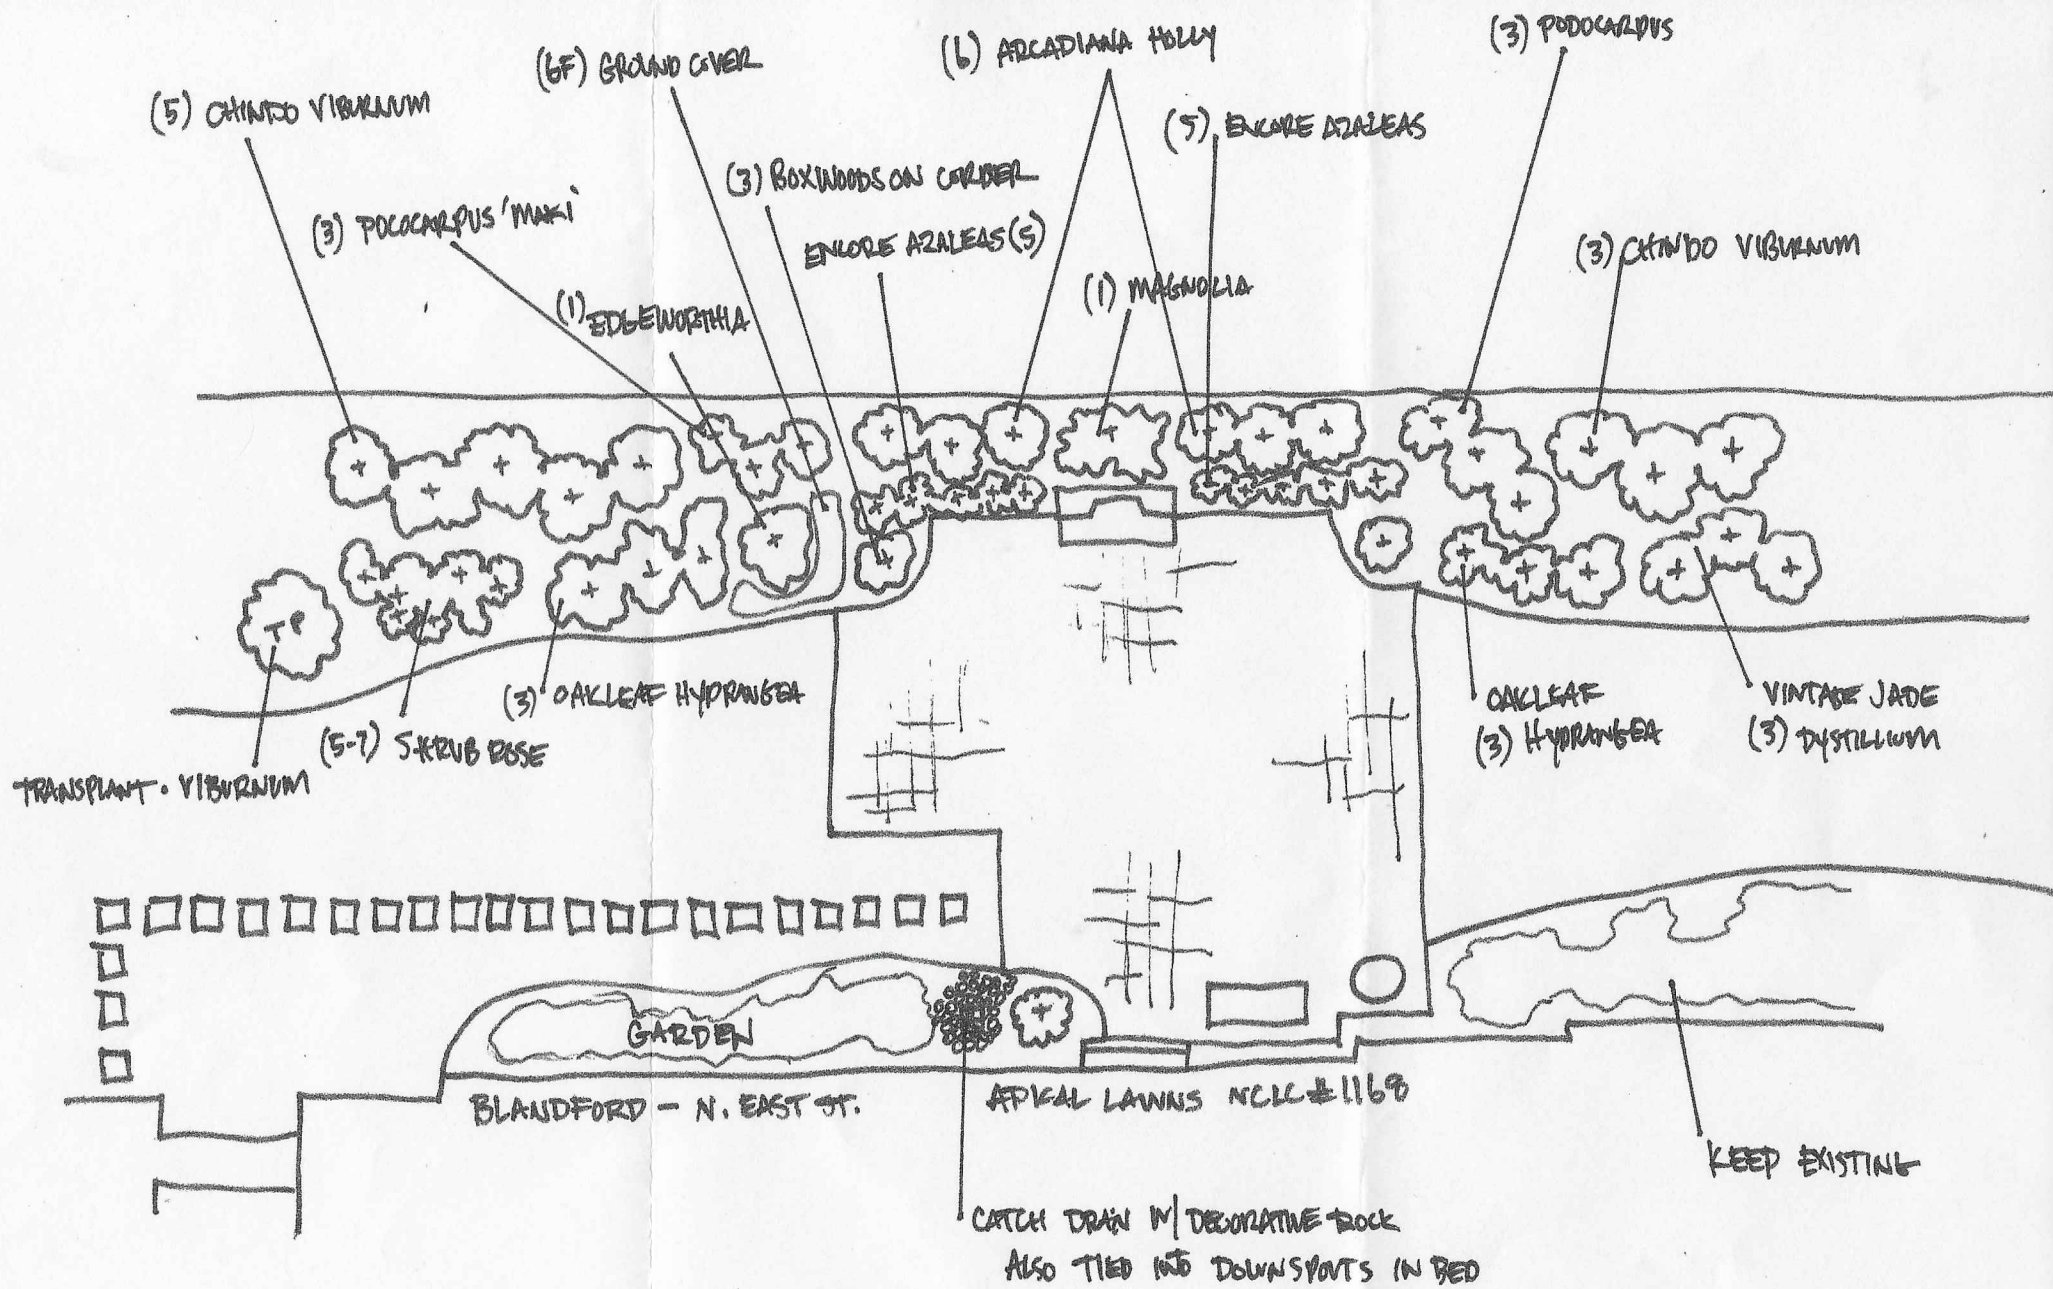 (3) PODOCARPUS
(6) ARCADIANA HOLLY
(6F) GROUND COVER
(5) CHINDO VIBURNUM
(5) ENCORE AZALEAS
(3) BOXWOODS ON CORDER
(3) POCOCARPUS 'MAKI'
ENCORE AZALEAS (5)
(3) CHINDO VIBURNUM
(1) EDGEWORTHIA
(1) MAGNOLIA
TP
(3) OAKLEAF HYDRANGEA
OAKLEAF
(3) HYDRANGEA
VINTAGE JADE
(3) DYSTILLIUM
(5-7) SHRUB ROSE
TRANSPLANT · VIBURNUM
GARDEN
BLANDFORD - N. EAST ST.
APICAL LAWNS NCLC #1168
KEEP EXISTING
CATCH DRAIN W/ DECORATIVE ROCK
ALSO TIED INTO DOWNSPOUTS IN BED